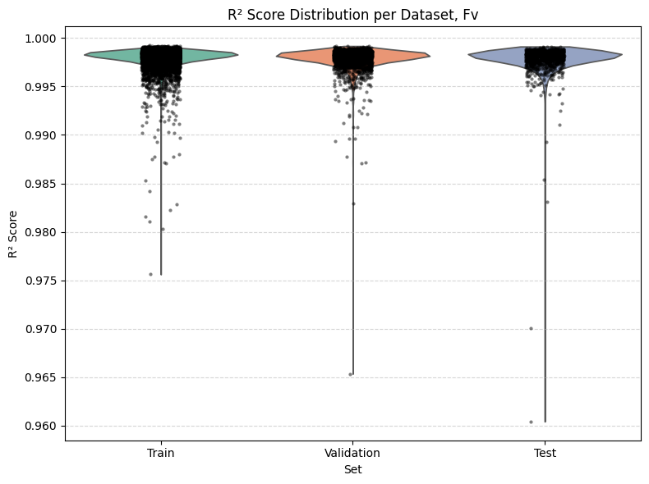 R² Score Distribution per Dataset, Fv
1.000
0.995
0.990
0.985
0.980
0.975
0.970
0.965
0.960
R² Score
Train
Validation
Test
Set